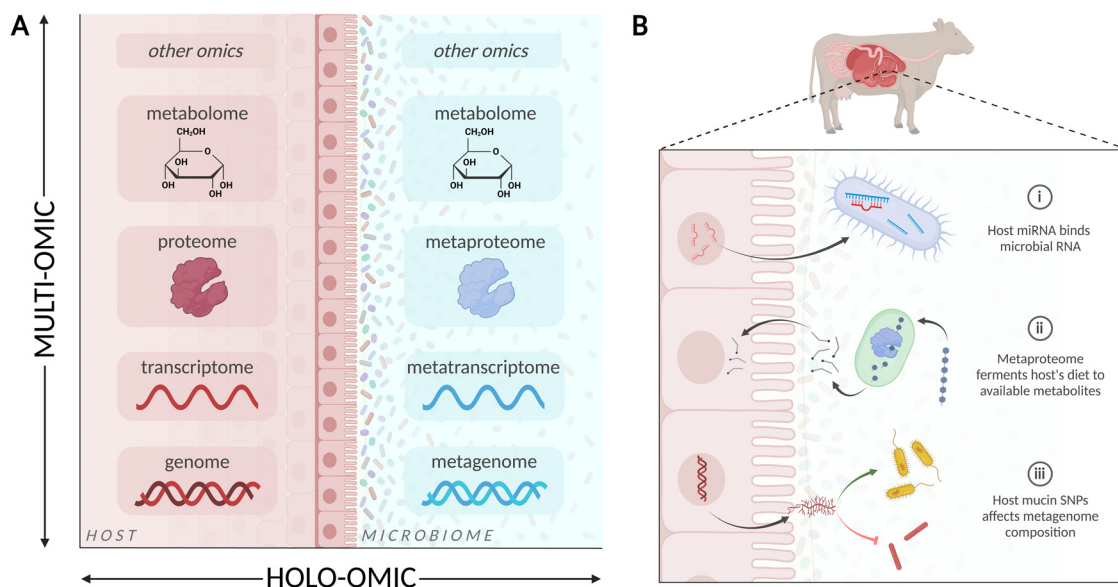 A
MULTI-OMIC
other omics
metabolome
CH₂OH
O
OH
OH
OH
OH
proteome
transcriptome
genome
HOST
other omics
metabolome
CH₂OH
O
OH
OH
OH
OH
metaproteome
metatranscriptome
metagenome
MICROBIOME
HOLO-OMIC
B
i
Host miRNA binds
microbial RNA
ii
Metaproteome
ferments host's diet to
available metabolites
iii
Host mucin SNPs
affects metagenome
composition